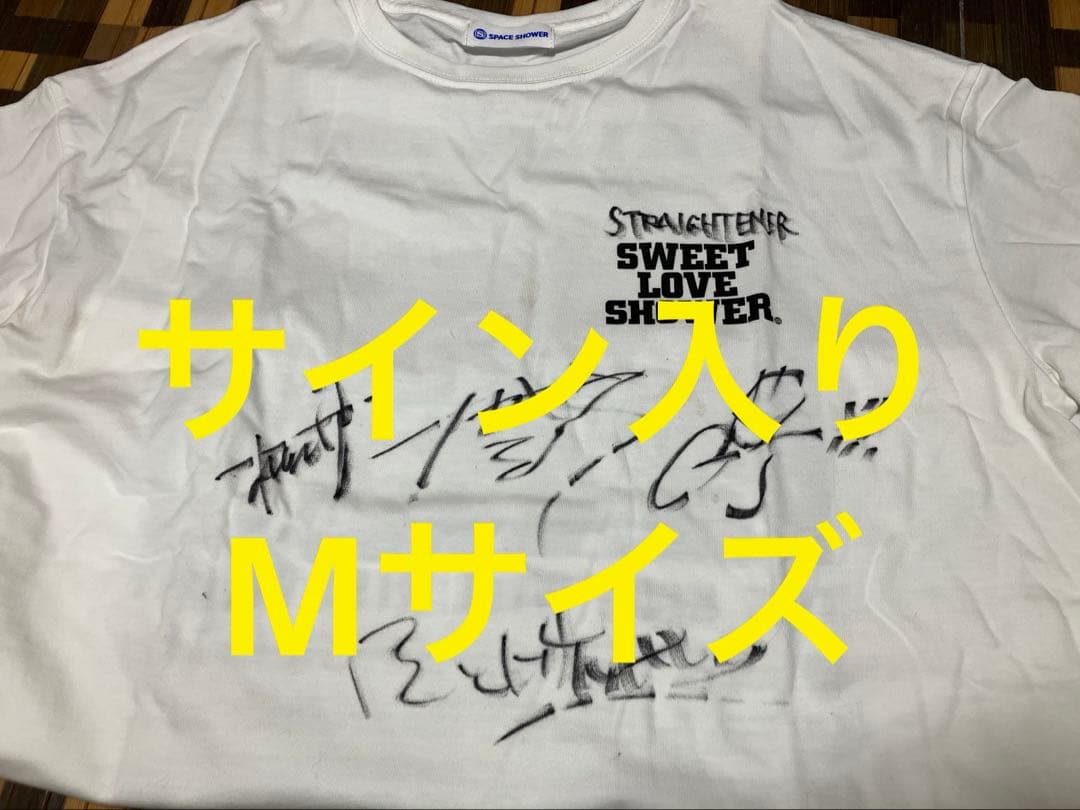 SPACE SHOWER
STRAIGHTENER
SWEET
LOVE
SHOWER
サイン入り
Mサイズ